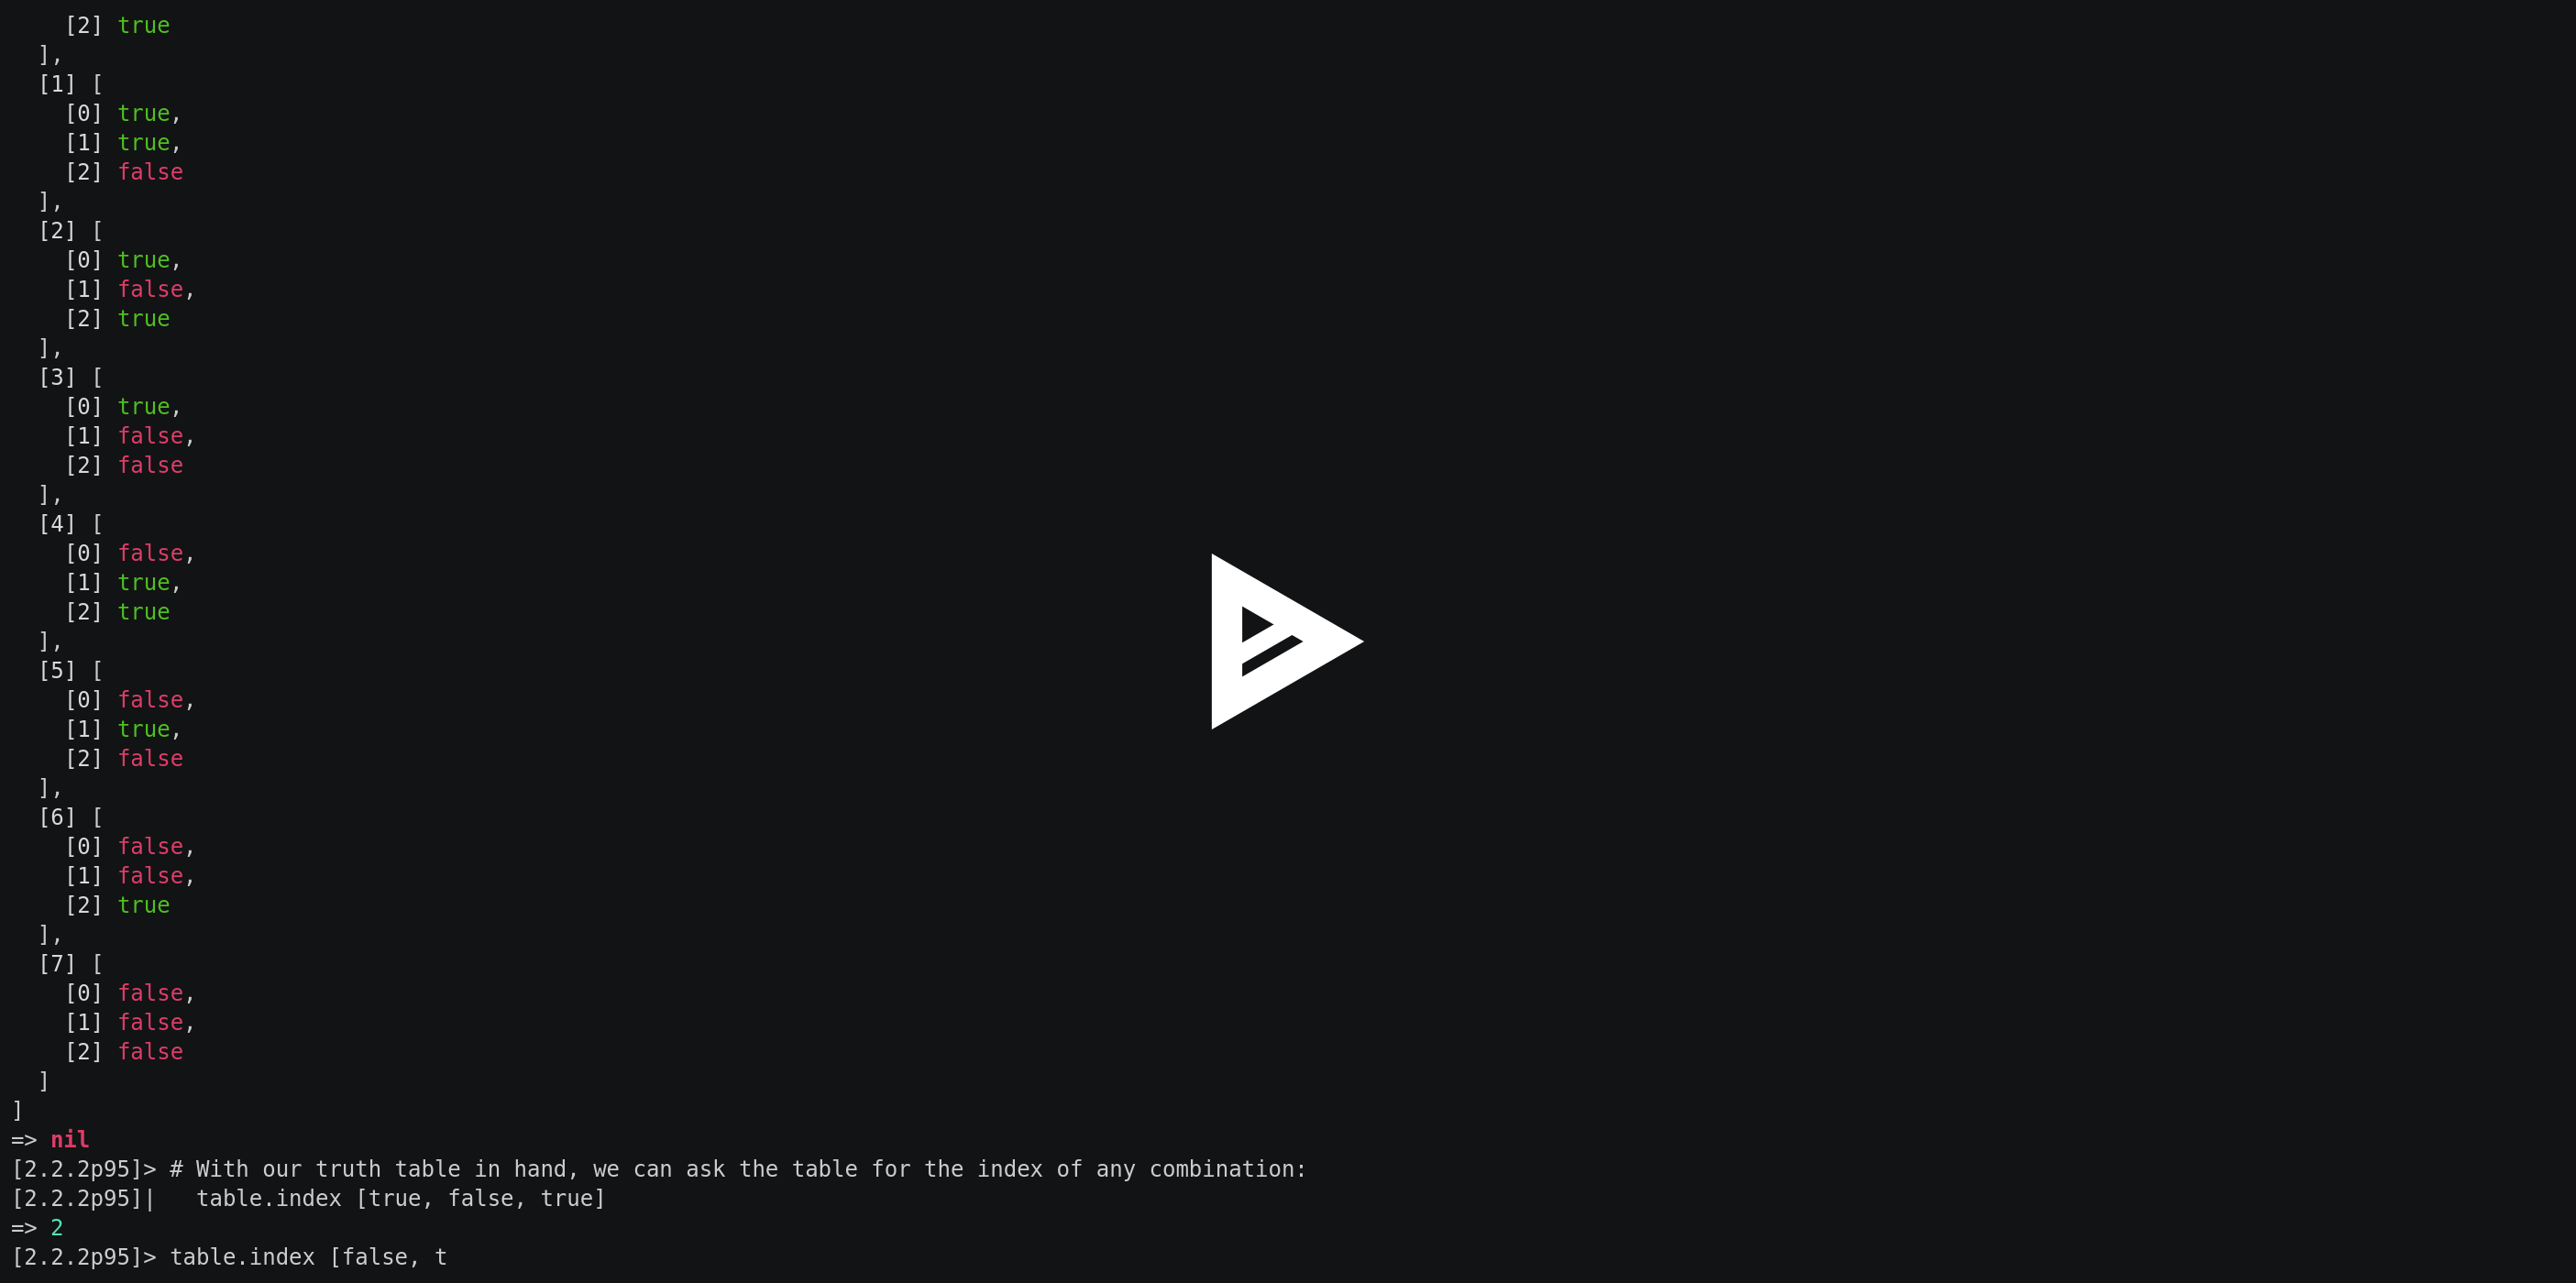 [2] true
],
[1] [
[0] true,
[1] true,
[2] false
],
[2] [
[0] true,
[1] false,
[2] true
],
[3] [
[0] true,
[1] false,
[2] false
],
[4] [
[0] false,
[1] true,
[2] true
],
[5] [
[0] false,
[1] true,
[2] false
],
[6] [
[0] false,
[1] false,
[2] true
],
[7] [
[0] false,
[1] false,
[2] false
]
]
=> nil
[2.2.2p95]> # With our truth table in hand, we can ask the table for the index of any combination:
[2.2.2p95]|   table.index [true, false, true]
=> 2
[2.2.2p95]> table.index [false, t